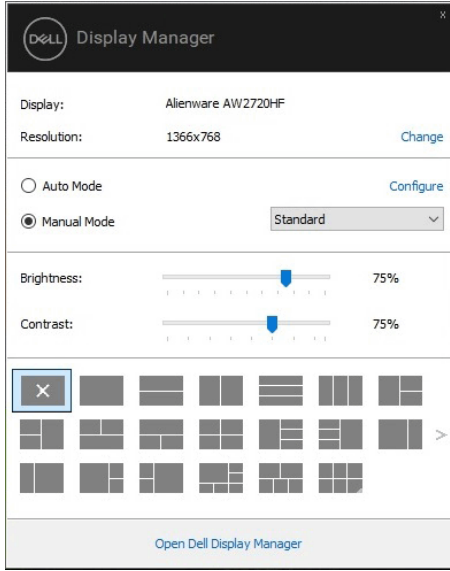 DELL Display Manager
x
Display: Alienware AW2720HF
Resolution: 1366x768 Change
Auto Mode Configure
Manual Mode Standard
Brightness: 75%
Contrast: 75%
Open Dell Display Manager